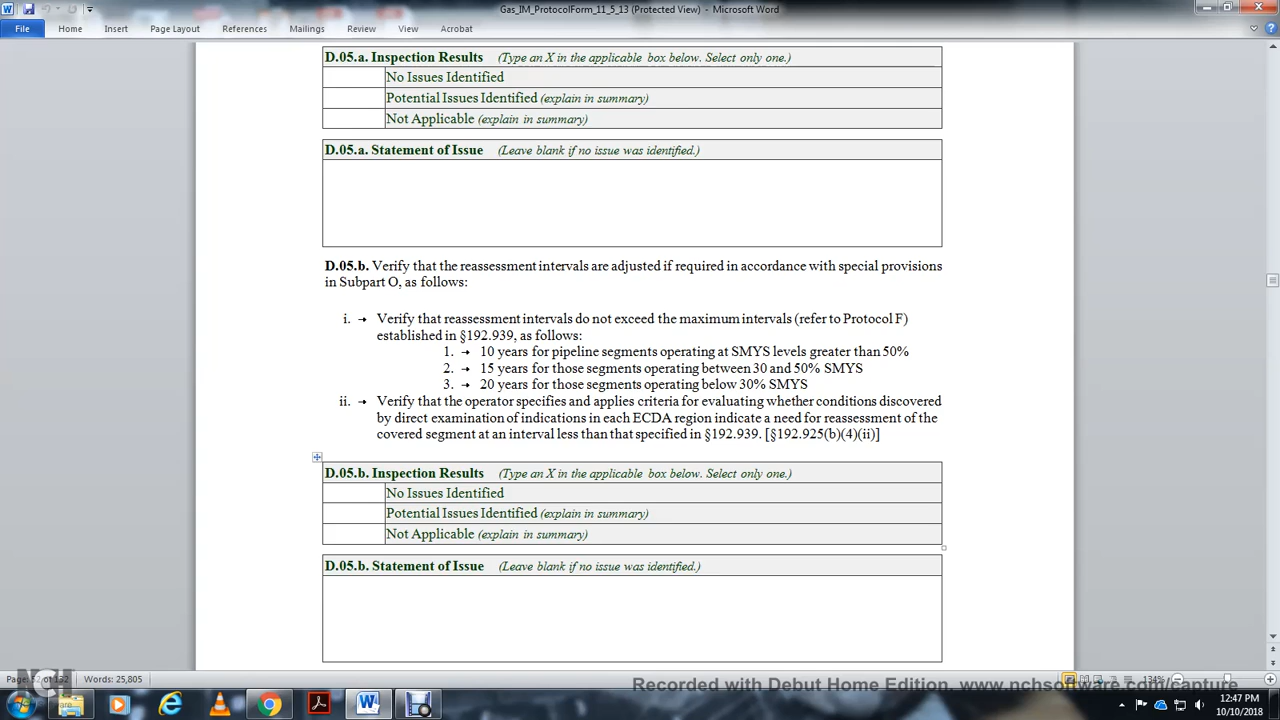 Gas_IM_ProtocolForm_11_5_13 (Protected View) - Microsoft Word
File Home Insert Page Layout References Mailings Review View Acrobat
D.05.a. Inspection Results (Type an X in the applicable box below. Select only one.)
No Issues Identified
Potential Issues Identified (explain in summary)
Not Applicable (explain in summary)
D.05.a. Statement of Issue (Leave blank if no issue was identified.)
D.05.b. Verify that the reassessment intervals are adjusted if required in accordance with special provisions
in Subpart O, as follows:
i. → Verify that reassessment intervals do not exceed the maximum intervals (refer to Protocol F)
established in §192.939, as follows:
1. → 10 years for pipeline segments operating at SMYS levels greater than 50%
2. → 15 years for those segments operating between 30 and 50% SMYS
3. → 20 years for those segments operating below 30% SMYS
ii. → Verify that the operator specifies and applies criteria for evaluating whether conditions discovered
by direct examination of indications in each ECDA region indicate a need for reassessment of the
covered segment at an interval less than that specified in §192.939. [§192.925(b)(4)(ii)]
D.05.b. Inspection Results (Type an X in the applicable box below. Select only one.)
No Issues Identified
Potential Issues Identified (explain in summary)
Not Applicable (explain in summary)
D.05.b. Statement of Issue (Leave blank if no issue was identified.)
Words: 25,805
Recorded with Debut Home Edition. www.nchsoftware.com/capture
12:47 PM
10/10/2018